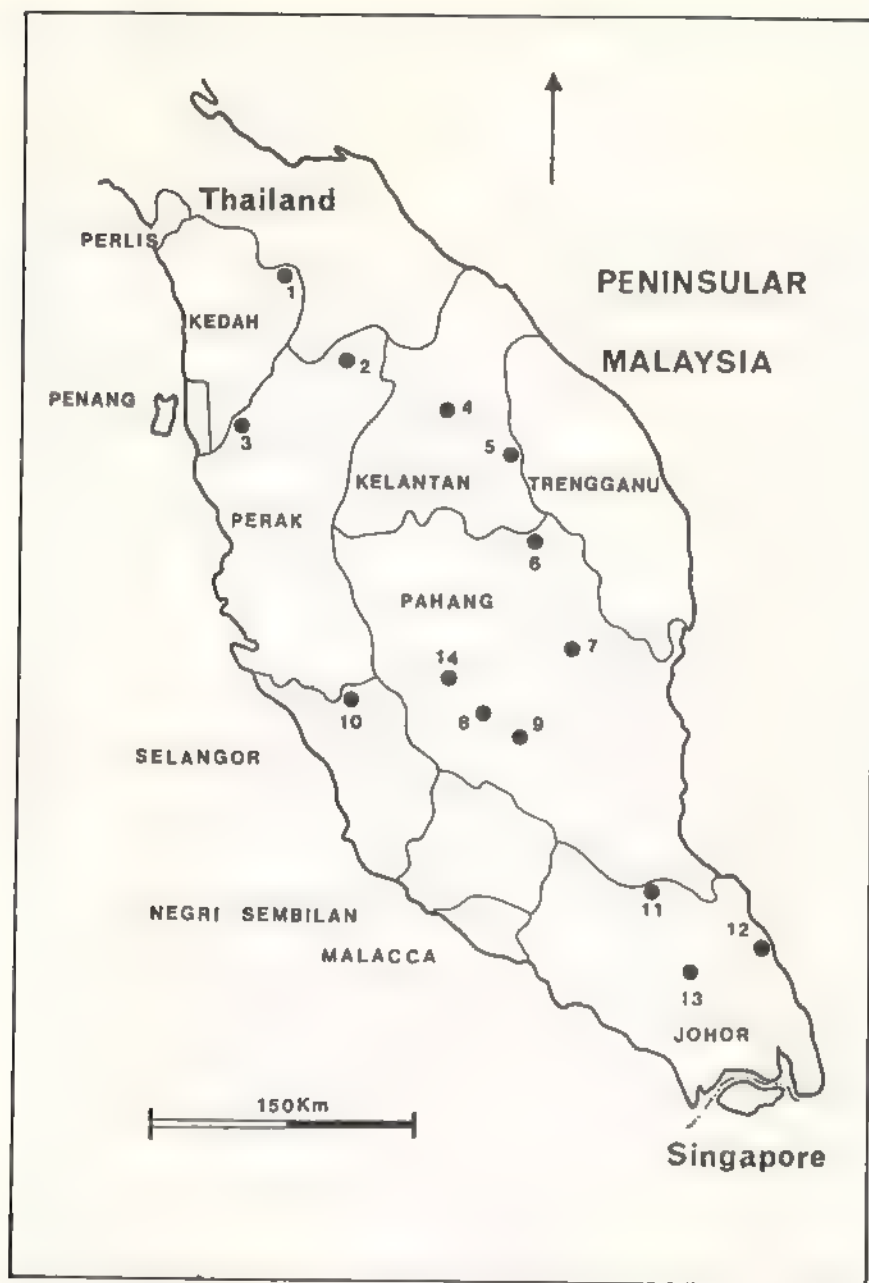 Thailand
PERLIS
PENINSULAR
MALAYSIA
1
KEDAH
2
PENANG
4
3
5
KELANTAN
TRENGGANU
PERAK
6
PAHANG
7
14
8
9
10
SELANGOR
11
NEGRI SEMBILAN
12
MALACCA
13
JOHOR
150Km
Singapore